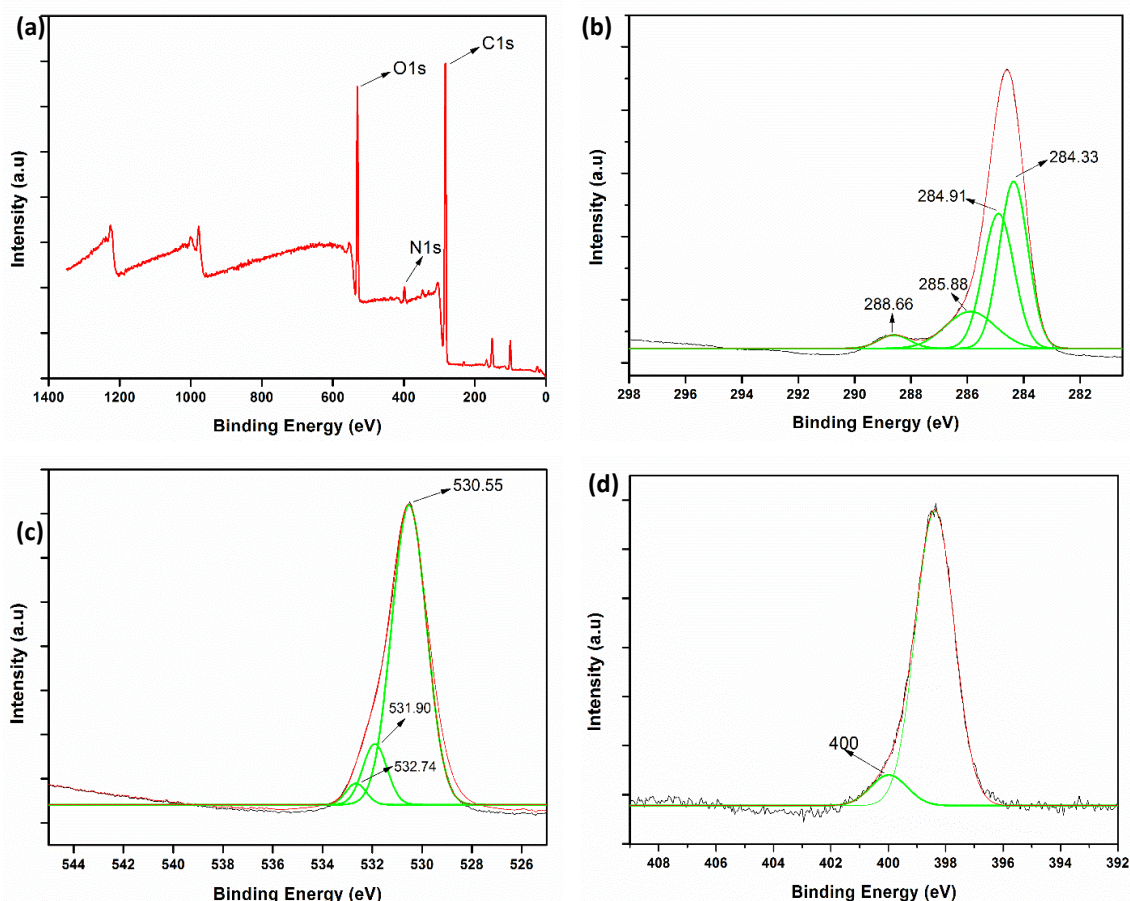 (a)
O1s
C1s
N1s
Intensity (a.u)
1400 1200 1000 800 600 400 200 0
Binding Energy (eV)
(b)
284.33
284.91
285.88
288.66
Intensity (a.u)
298 296 294 292 290 288 286 284 282
Binding Energy (eV)
(c)
530.55
531.90
532.74
Intensity (a.u)
544 542 540 538 536 534 532 530 528 526
Binding Energy (eV)
(d)
400
Intensity (a.u)
408 406 404 402 400 398 396 394 392
Binding Energy (eV)